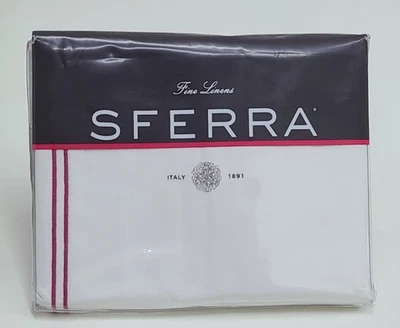 Fine Linens
SFERRA®
ITALY 1891